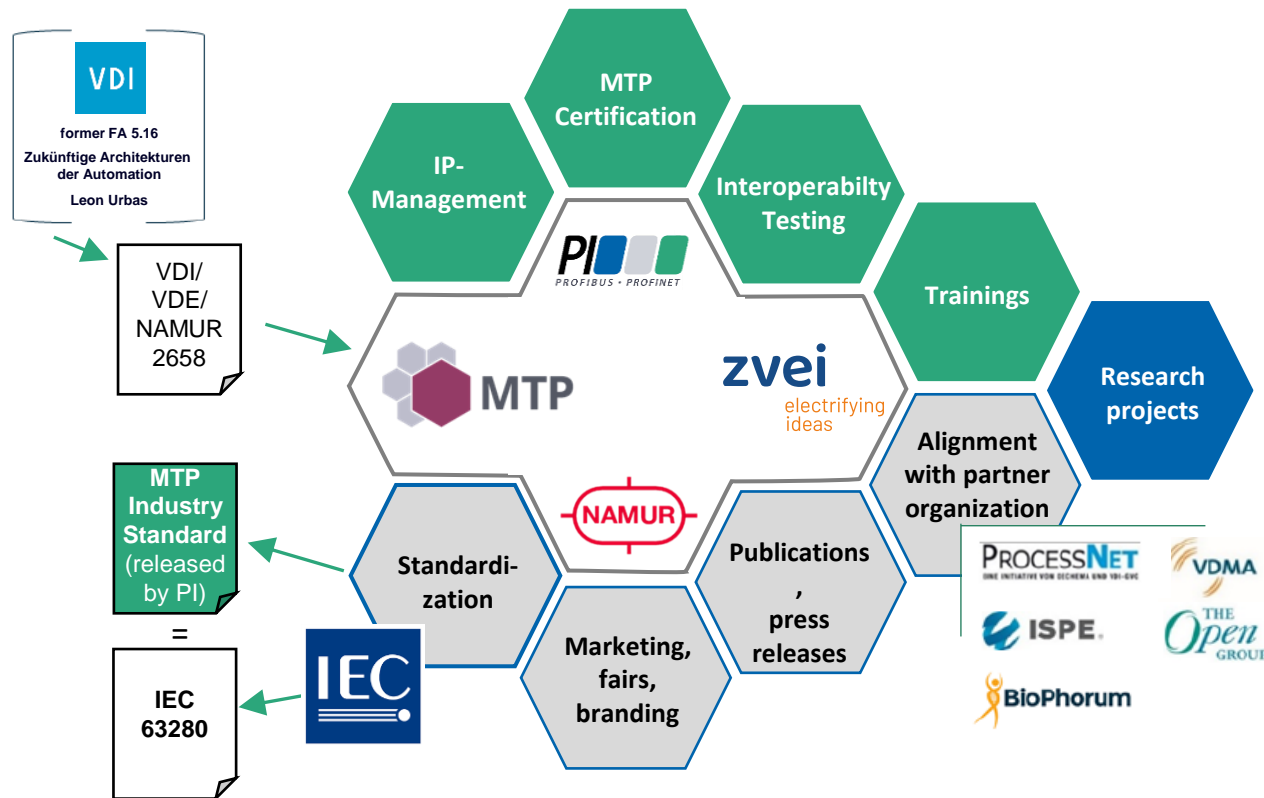 VDI
former FA 5.16
Zukünftige Architekturen
der Automation
Leon Urbas
VDI/
VDE/
NAMUR
2658
MTP
Industry
Standard
(released
by PI)
=
IEC
63280
IEC
IP-
Management
MTP
Certification
Interoperabilty
Testing
Trainings
Research
projects
PI
PROFIBUS • PROFINET
MTP
zvei
electrifying
ideas
NAMUR
Standardi-
zation
Marketing,
fairs,
branding
Publications
,
press
releases
Alignment
with partner
organization
PROCESSNET
EINE INITIATIVE VON DECHEMA UND VDI-GVC
VDMA
ISPE.
THE
Open
GROUP
BioPhorum